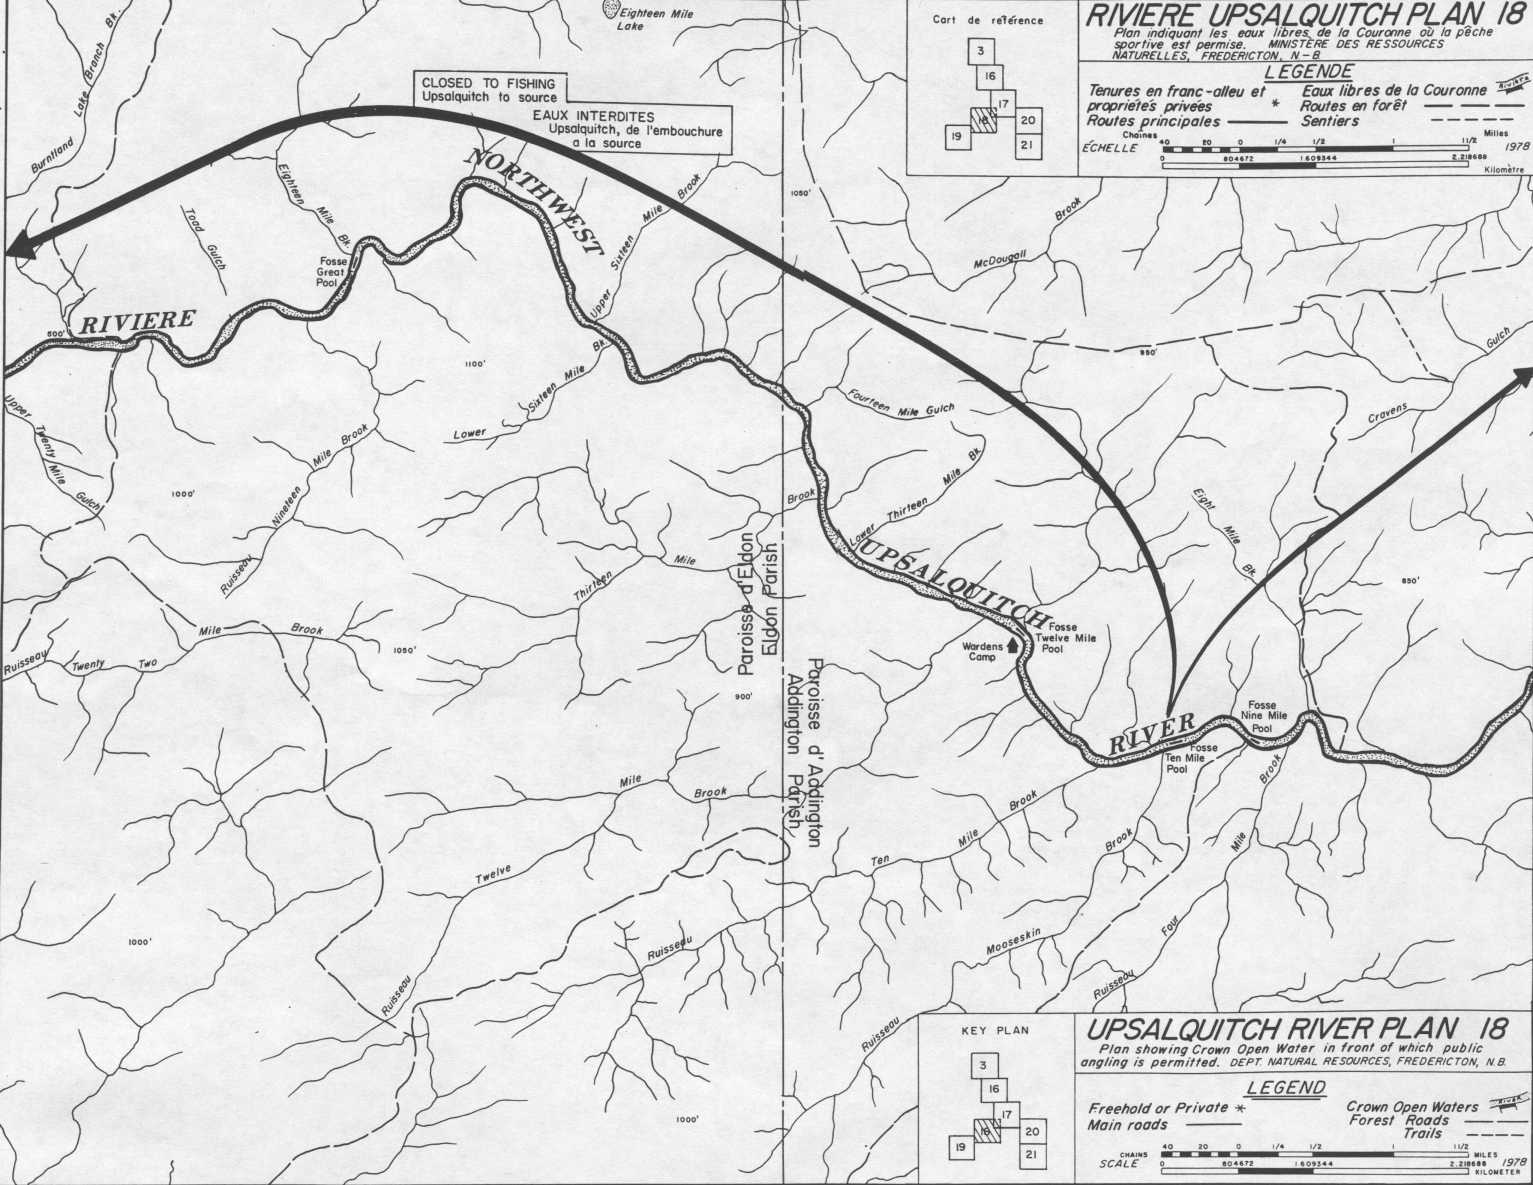 Eighteen Mile
Lake
Burntland Lake Branch Bk.
CLOSED TO FISHING
Upsalquitch to source
EAUX INTERDITES
Upsalquitch, de l'embouchure
a la source
Cart de reférence
3
16
17
18
20
19
21
RIVIERE UPSALQUITCH PLAN 18
Plan indiquant les eaux libres de la Couronne où la pêche
sportive est permise. MINISTÈRE DES RESSOURCES
NATURELLES, FREDERICTON, N-B
LEGENDE
Tenures en franc-alleu et
propriétés privées *
Routes principales
Eaux libres de la Couronne
Rivière
Routes en forêt
Sentiers
Chaines
Milles
ÉCHELLE
40 20 0 1/4 1/2 1 1 1/2
1978
0 804672 1.609344 2.218688
Kilomètre
NORTHWEST
Eighteen Mile Bk.
Toad Gulch
Fosse
Great
Pool
Upper Sixteen Mile Brook
1050'
McDougall Brook
RIVIERE
800'
1100'
Lower Sixteen Mile Bk.
950'
Gulch
Cravens
Fourteen Mile Gulch
Upper Twenty Mile Gulch
Ruisseau Nineteen Mile Brook
1000'
Lower Thirteen Mile Bk
Thirteen Mile Brook
Eight Mile Bk.
850'
UPSALQUITCH
Paroisse d'Eldon
Eldon Parish
Fosse
Twelve Mile
Pool
Wardens
Camp
Ruisseau Twenty Two Mile Brook
1050'
900'
Paroisse d'Addington
Addington Parish
RIVER
Fosse
Nine Mile
Pool
Fosse
Ten Mile
Pool
Ruisseau Twelve Mile Brook
Ruisseau Ten Mile Brook
Ruisseau Mooseskin Brook
Ruisseau Four Mile Brook
1000'
1000'
KEY PLAN
3
16
17
18
20
19
21
UPSALQUITCH RIVER PLAN 18
Plan showing Crown Open Water in front of which public
angling is permitted. DEPT. NATURAL RESOURCES, FREDERICTON, N.B.
LEGEND
Freehold or Private *
Main roads
Crown Open Waters
River
Forest Roads
Trails
CHAINS
SCALE
40 20 0 1/4 1/2 1 1 1/2
MILES
1978
0 804672 1.609344 2.218688
KILOMETER